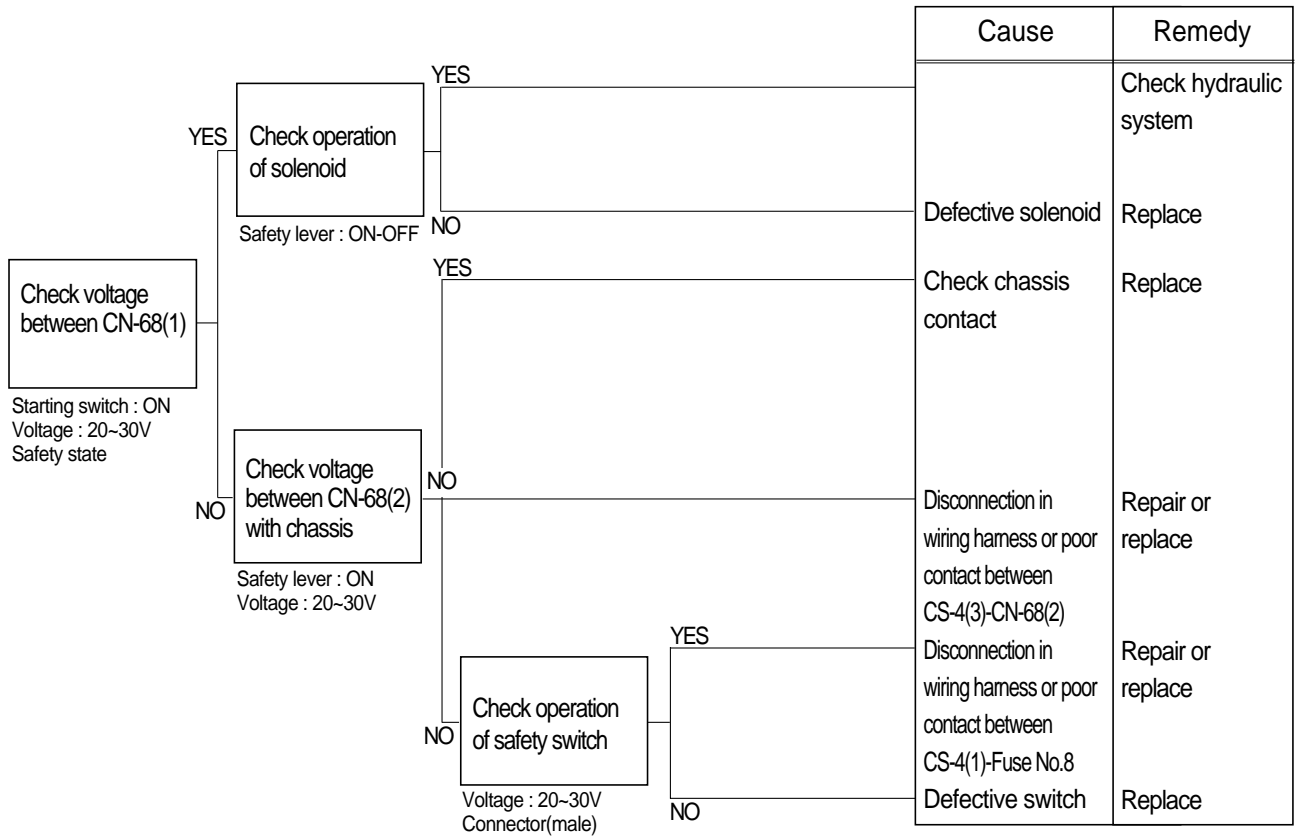 Cause
Remedy
YES
Check hydraulic
system
YES
Check operation
of solenoid
Safety lever : ON-OFF
NO
Defective solenoid
Replace
YES
Check chassis
contact
Replace
Check voltage
between CN-68(1)
Starting switch : ON
Voltage : 20~30V
Safety state
NO
Check voltage
between CN-68(2)
with chassis
Safety lever : ON
Voltage : 20~30V
NO
Disconnection in
wiring harness or poor
contact between
CS-4(3)-CN-68(2)
Repair or
replace
YES
Disconnection in
wiring harness or poor
contact between
CS-4(1)-Fuse No.8
Repair or
replace
NO
Check operation
of safety switch
Voltage : 20~30V
Connector(male)
NO
Defective switch
Replace